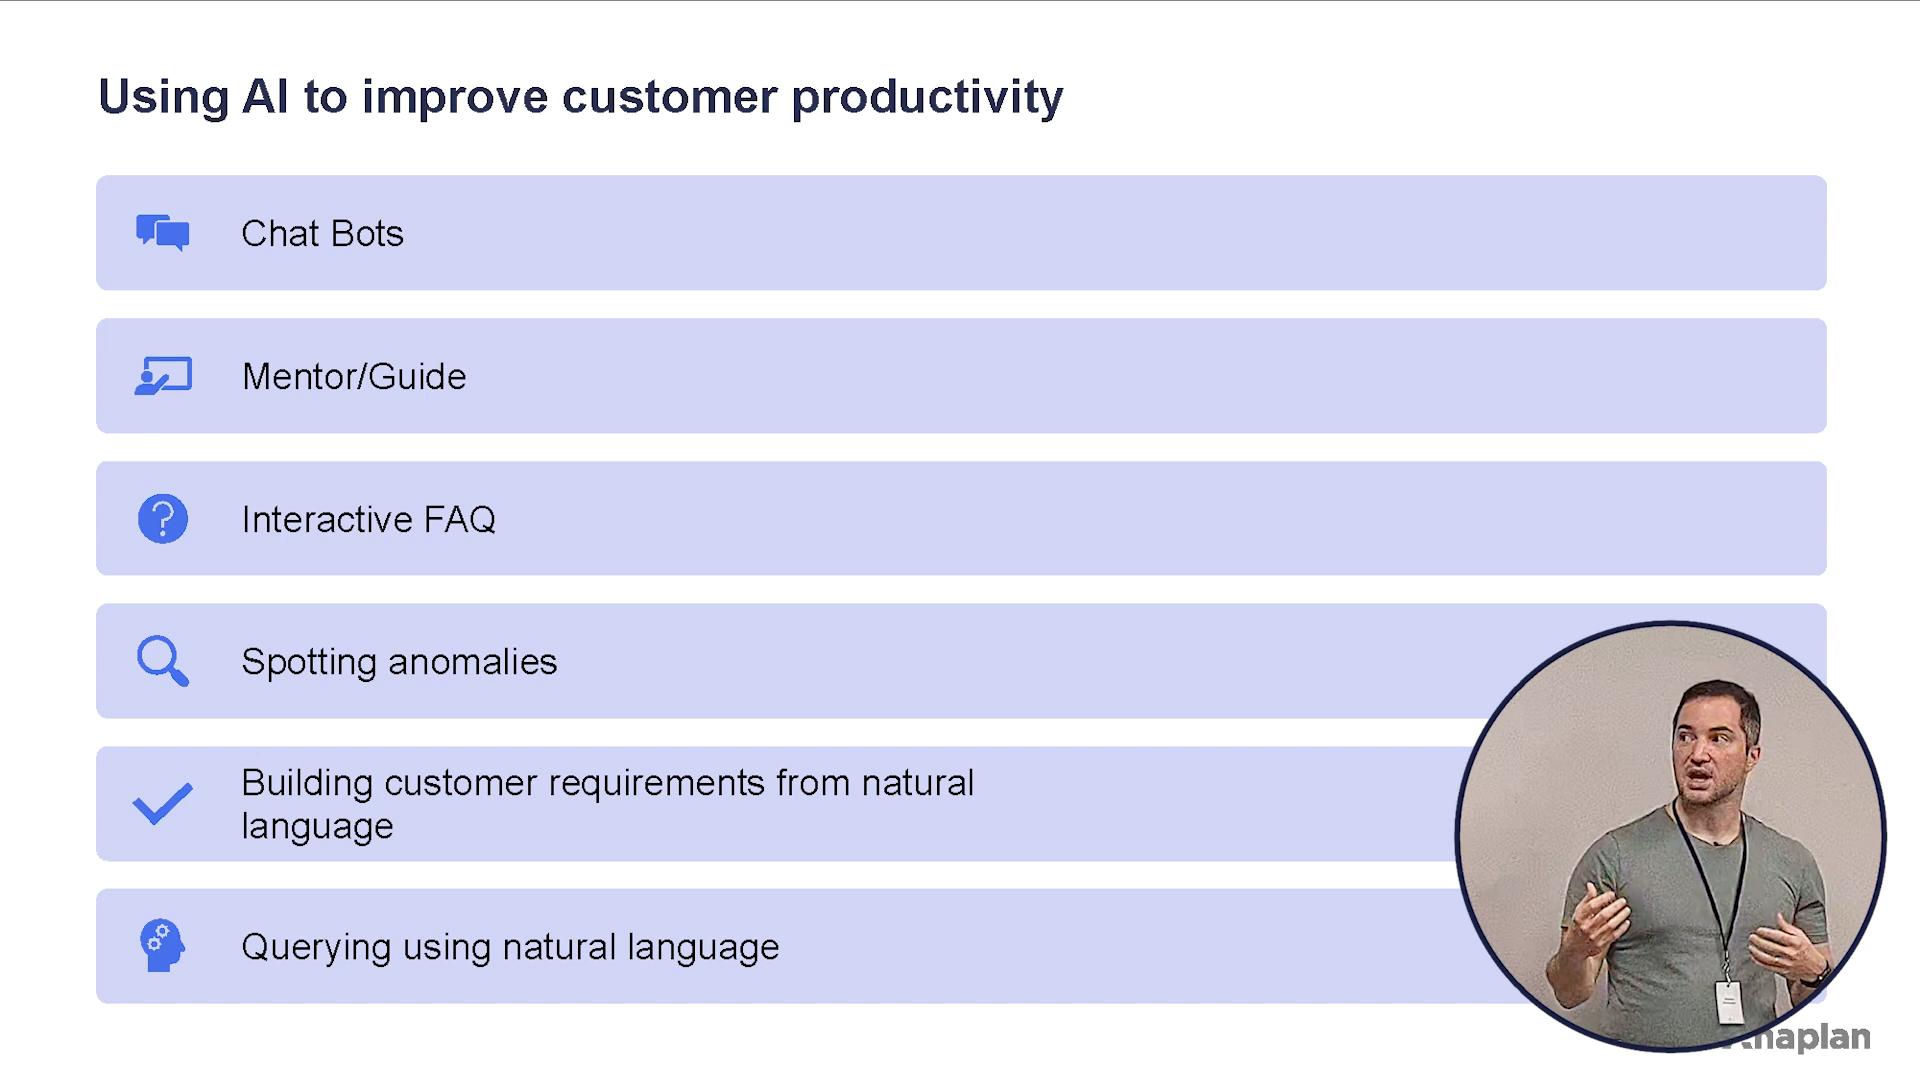 Using AI to improve customer productivity
Chat Bots
Mentor/Guide
Interactive FAQ
Spotting anomalies
Building customer requirements from natural
language
Querying using natural language